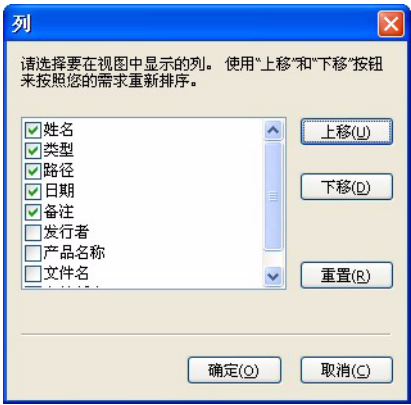 列
请选择要在视图中显示的列。 使用“上移”和“下移”按钮
来按照您的需求重新排序。
姓名
类型
路径
日期
备注
发行者
产品名称
文件名
上移(U)
下移(D)
重置(R)
确定(O)
取消(C)